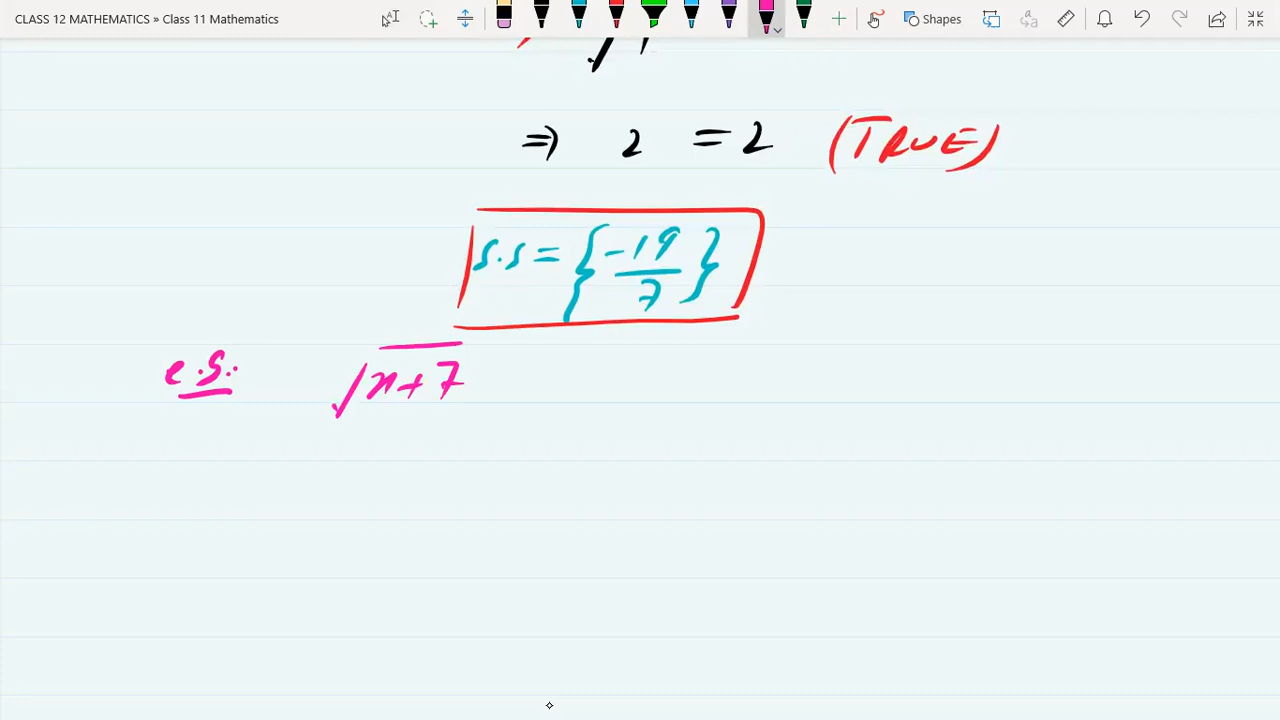 CLASS 12 MATHEMATICS » Class 11 Mathematics
Shapes
⇒ 2 = 2 (TRUE)
S.S = {-19/7}
e.g. √x+7